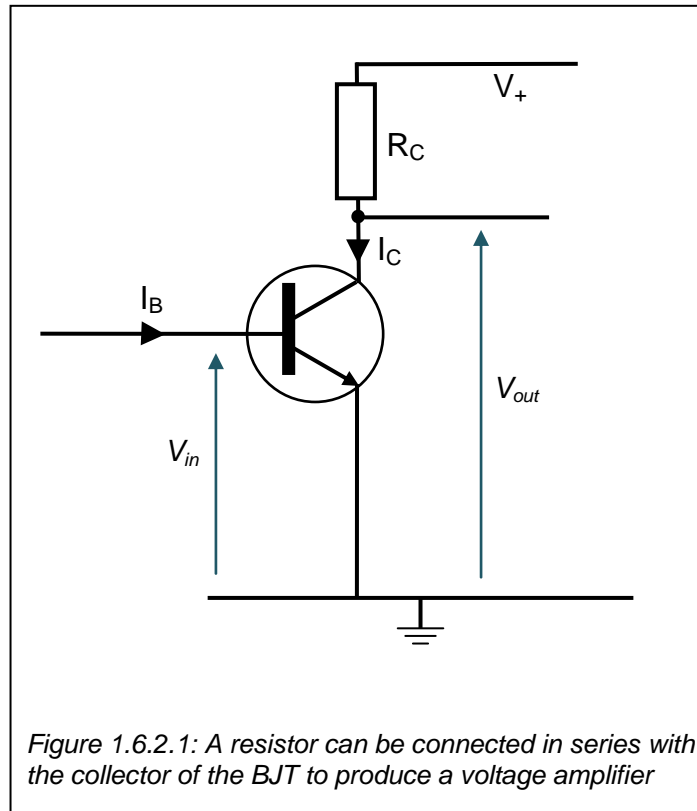 V+
RC
IC
IB
Vout
Vin
Figure 1.6.2.1: A resistor can be connected in series with
the collector of the BJT to produce a voltage amplifier